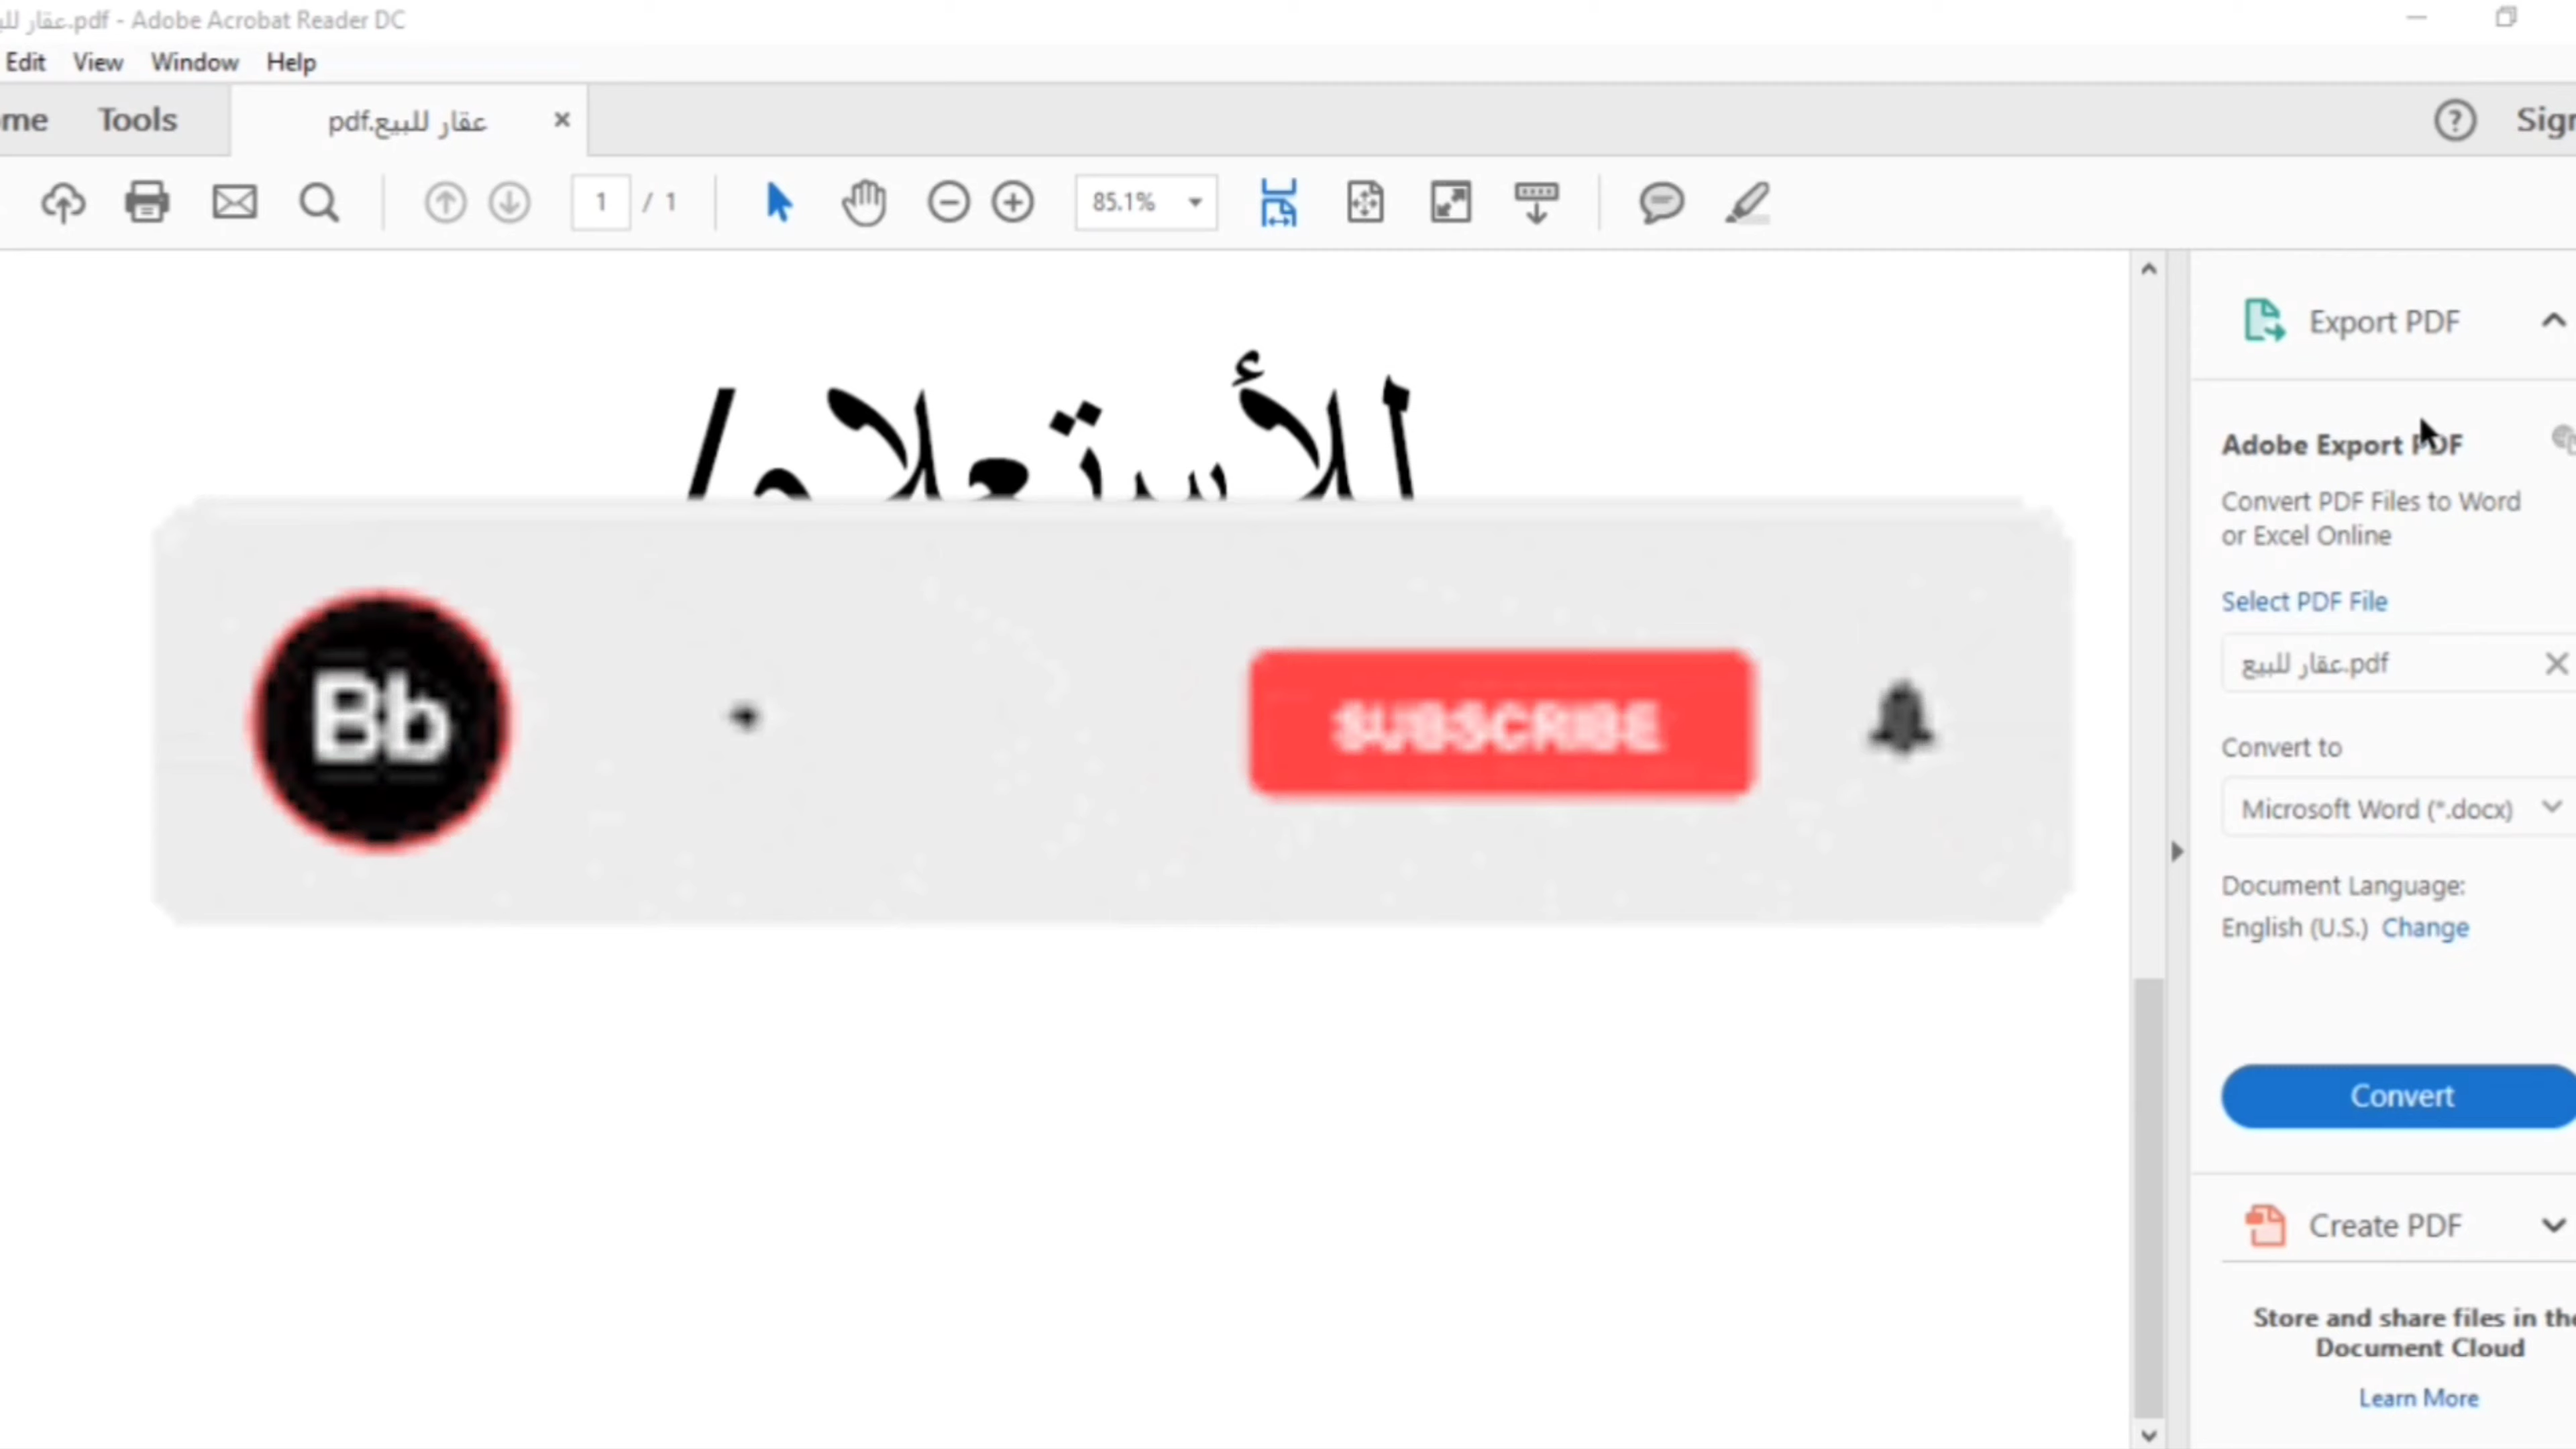 عقار للبيع.pdf - Adobe Acrobat Reader DC
Edit View Window Help
Tools عقار للبيع.pdf
1 / 1 85.1%
Export PDF
للأستعلام/
Adobe Export PDF
Convert PDF Files to Word
or Excel Online
Select PDF File
عقار للبيع.pdf
Bb SUBSCRIBE
Convert to
Microsoft Word (*.docx)
Document Language:
English (U.S.) Change
Convert
Create PDF
Store and share files in the
Document Cloud
Learn More